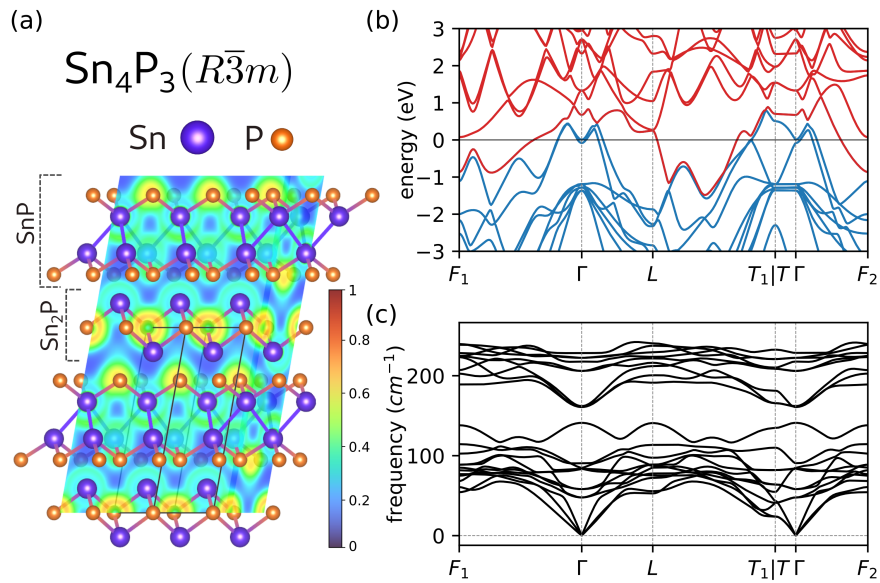 (a)
Sn₄P₃(R3̅m)
Sn P
SnP
Sn₂P
1
0.8
0.6
0.4
0.2
0
(b)
energy (eV)
3
2
1
0
−1
−2
−3
F₁ Γ L T₁|T Γ F₂
(c)
frequency (cm⁻¹)
200
100
0
F₁ Γ L T₁|T Γ F₂